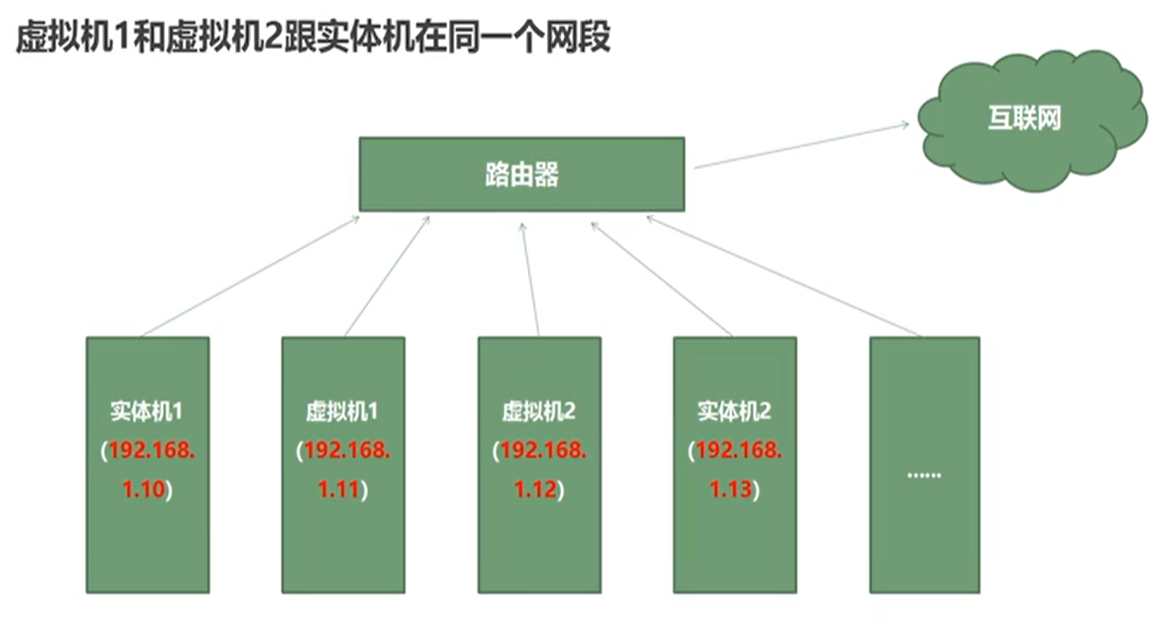 虚拟机1和虚拟机2跟实体机在同一个网段
互联网
路由器
实体机1
(192.168.
1.10)
虚拟机1
(192.168.
1.11)
虚拟机2
(192.168.
1.12)
实体机2
(192.168.
1.13)
......